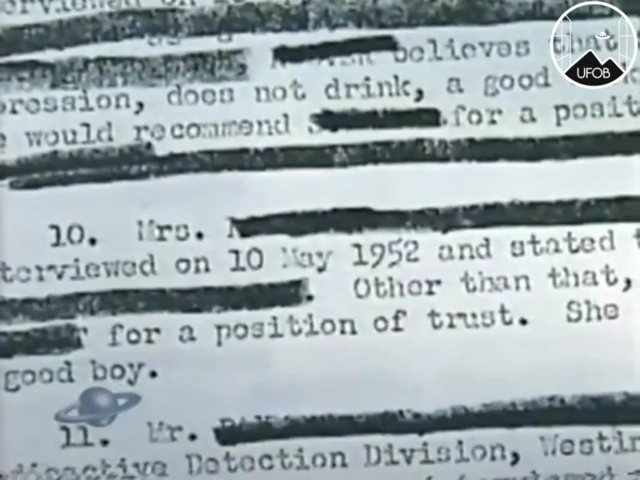 UFOB
believes that
pression, does not drink, a good
would recommend for a posit
10. Mrs.
terviewed on 10 May 1952 and stated
. Other than that,
for a position of trust. She
good boy.
11. Mr.
Detection Division, Westin